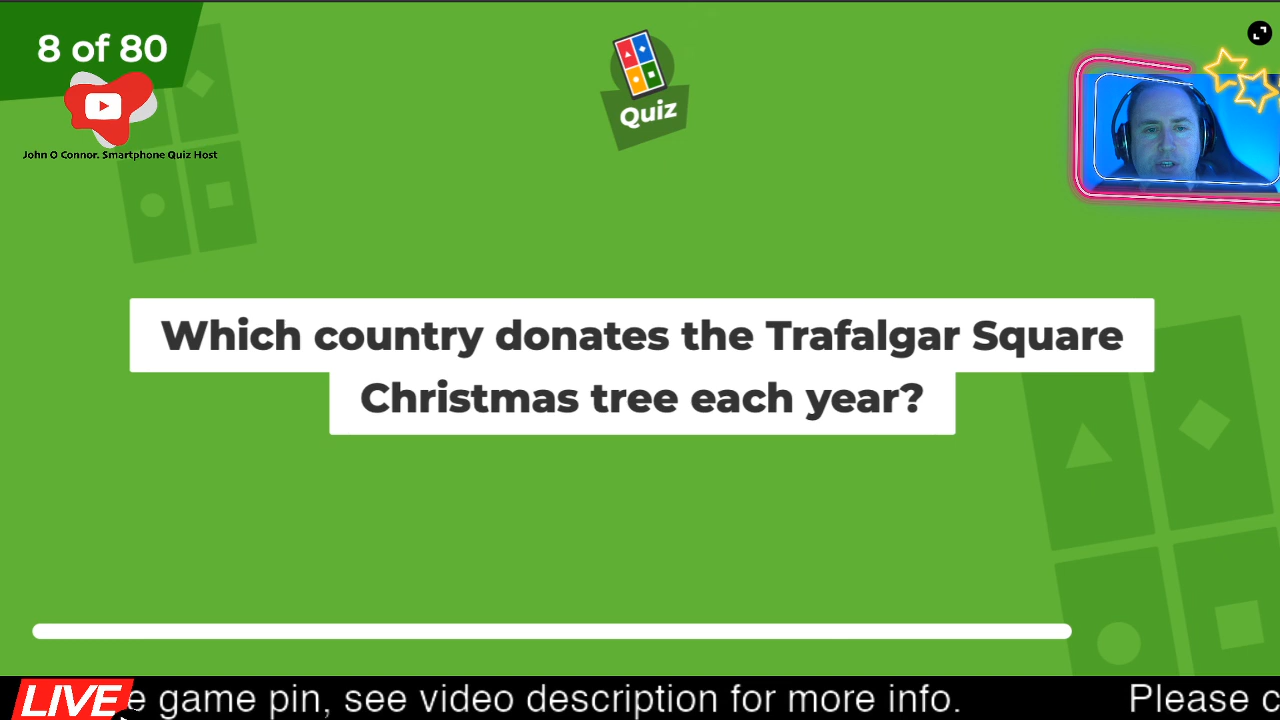 8 of 80
John O Connor. Smartphone Quiz Host
Quiz
Which country donates the Trafalgar Square
Christmas tree each year?
LIVE
e game pin, see video description for more info. Please c